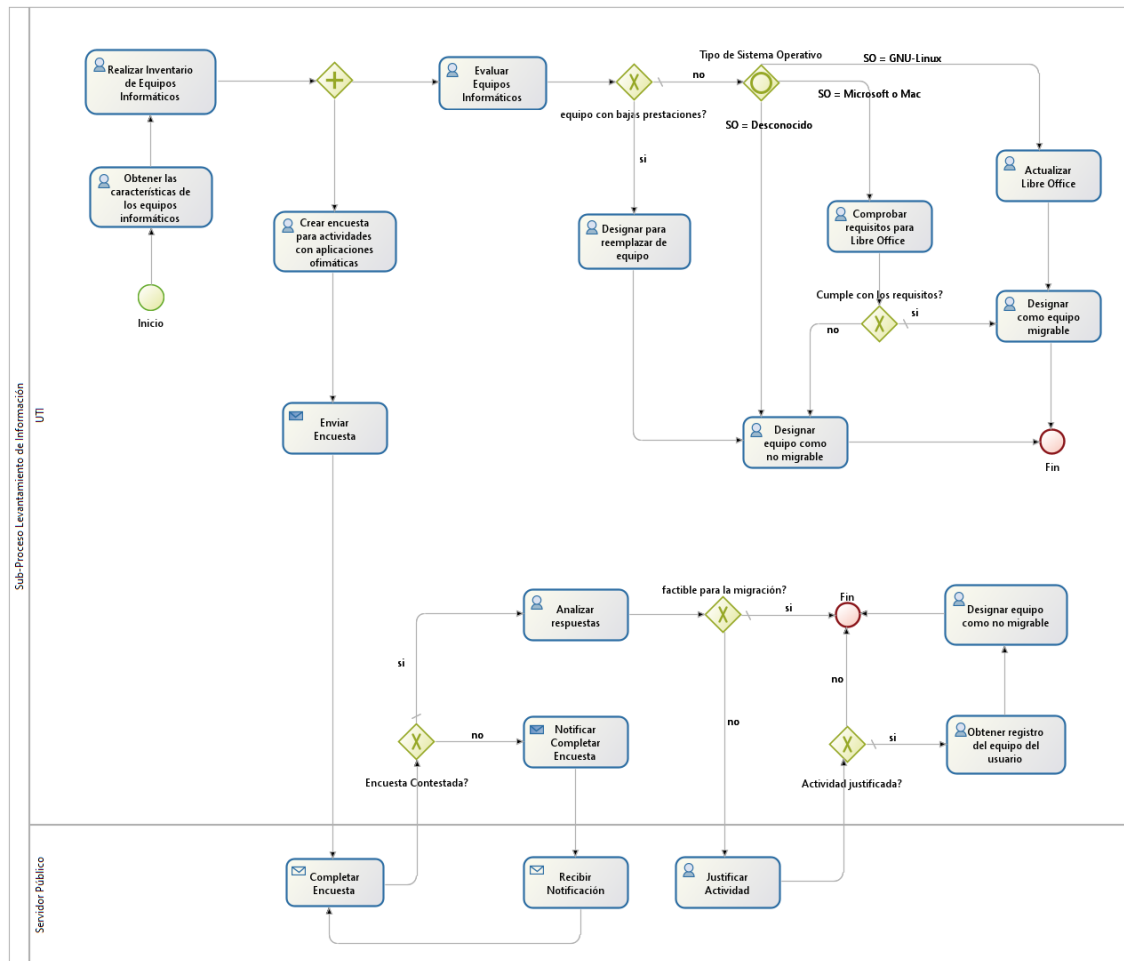 Sub-Proceso Levantamiento de Información
UTI
Realizar Inventario
de Equipos
Informáticos
Obtener las
características de
los equipos
informáticos
Inicio
Crear encuesta
para actividades
con aplicaciones
ofimáticas
Enviar
Encuesta
Evaluar
Equipos
Informáticos
equipo con bajas prestaciones?
no
si
Designar para
reemplazar de
equipo
Tipo de Sistema Operativo
SO = GNU-Linux
SO = Microsoft o Mac
SO = Desconocido
Actualizar
Libre Office
Comprobar
requisitos para
Libre Office
Cumple con los requisitos?
si
no
Designar
como equipo
migrable
Designar
equipo como
no migrable
Fin
Analizar
respuestas
factible para la migración?
si
no
Fin
Designar equipo
como no migrable
si
no
Encuesta Contestada?
Notificar
Completar
Encuesta
no
si
Actividad justificada?
Obtener registro
del equipo del
usuario
Servidor Público
Completar
Encuesta
Recibir
Notificación
Justificar
Actividad